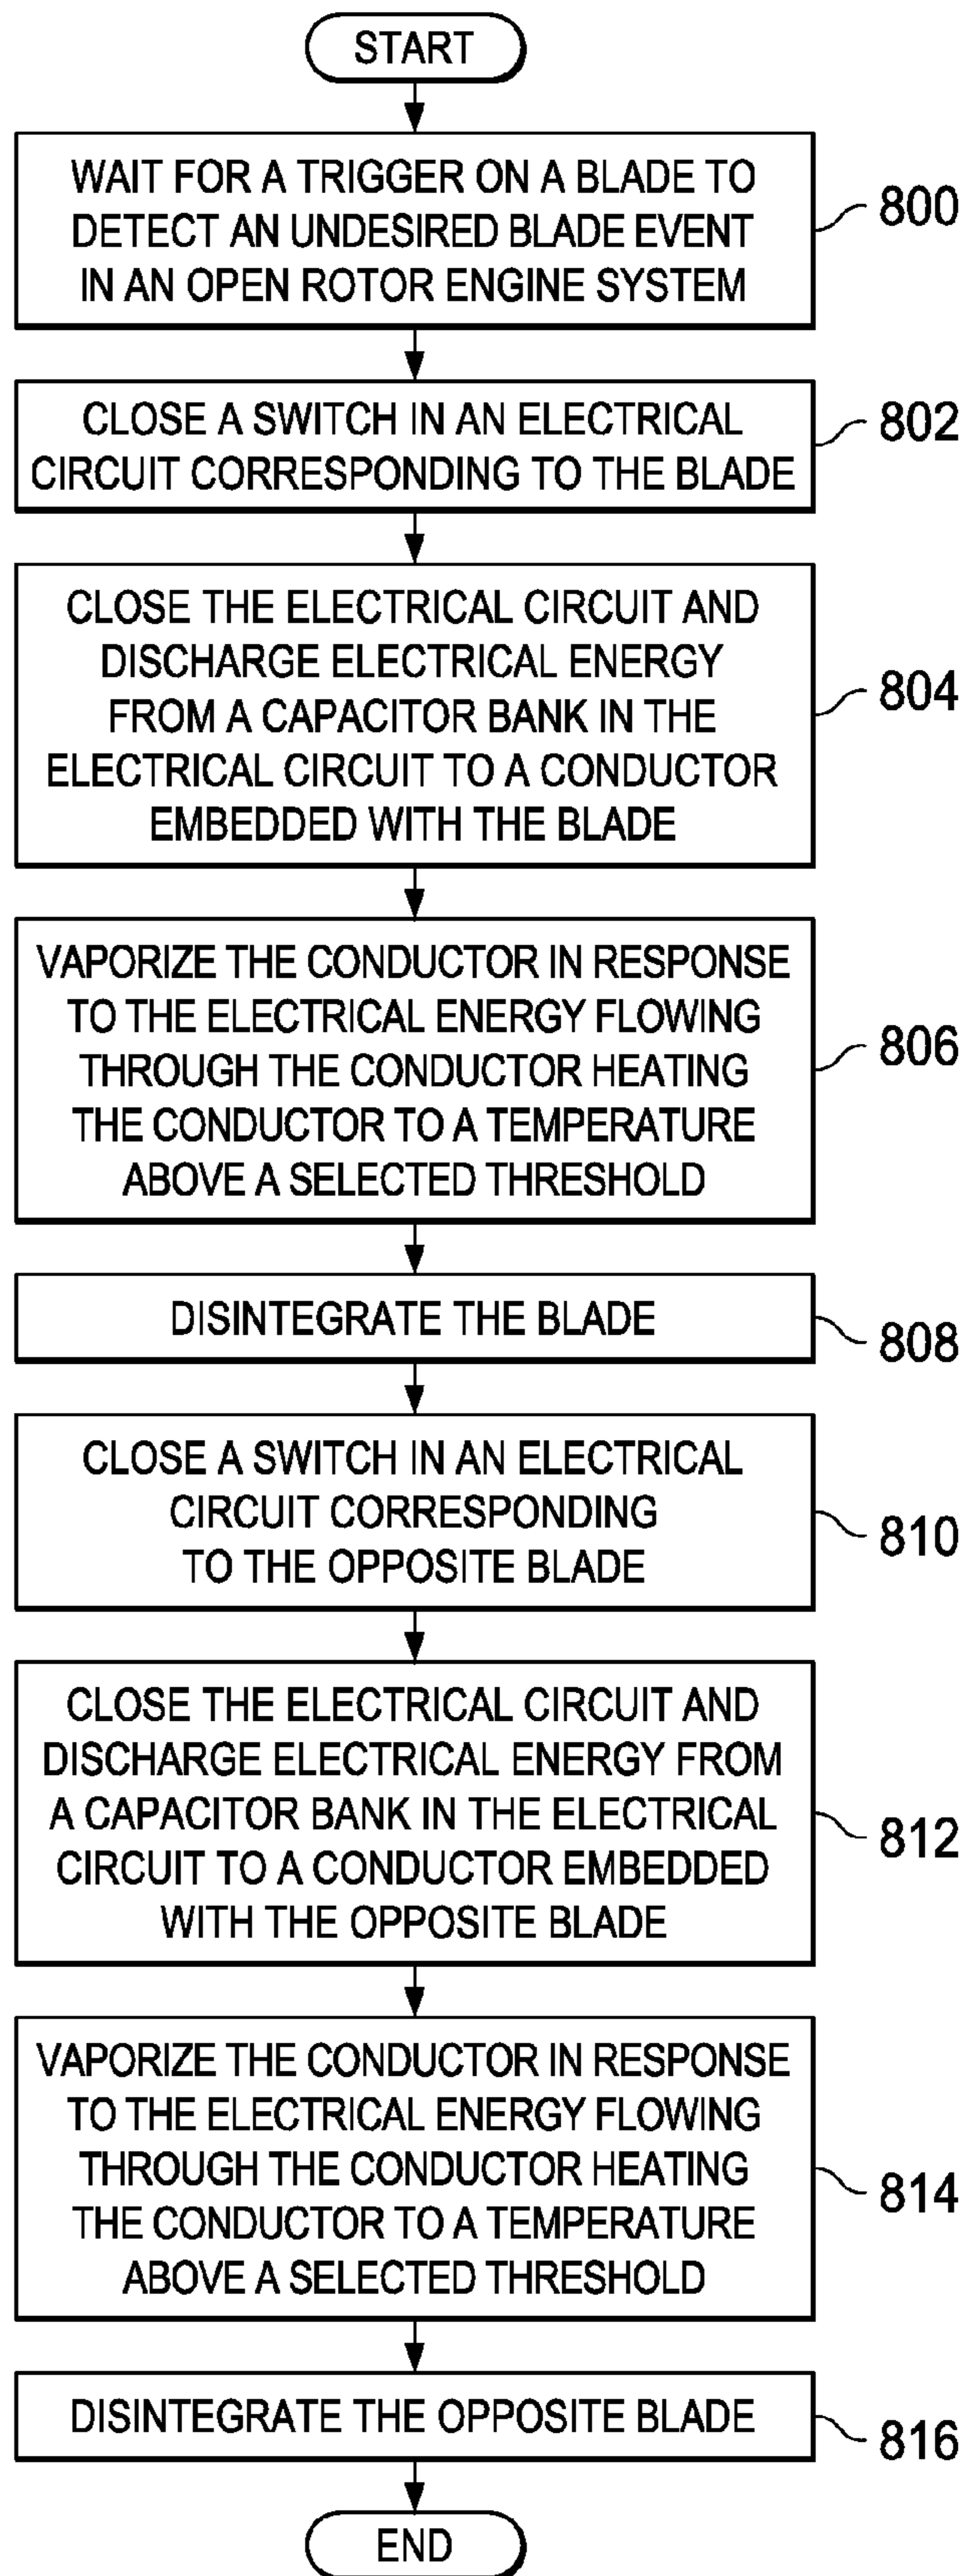 START
WAIT FOR A TRIGGER ON A BLADE TO
DETECT AN UNDESIRED BLADE EVENT
IN AN OPEN ROTOR ENGINE SYSTEM
800
CLOSE A SWITCH IN AN ELECTRICAL
CIRCUIT CORRESPONDING TO THE BLADE
802
CLOSE THE ELECTRICAL CIRCUIT AND
DISCHARGE ELECTRICAL ENERGY
FROM A CAPACITOR BANK IN THE
ELECTRICAL CIRCUIT TO A CONDUCTOR
EMBEDDED WITH THE BLADE
804
VAPORIZE THE CONDUCTOR IN RESPONSE
TO THE ELECTRICAL ENERGY FLOWING
THROUGH THE CONDUCTOR HEATING
THE CONDUCTOR TO A TEMPERATURE
ABOVE A SELECTED THRESHOLD
806
DISINTEGRATE THE BLADE
808
CLOSE A SWITCH IN AN ELECTRICAL
CIRCUIT CORRESPONDING
TO THE OPPOSITE BLADE
810
CLOSE THE ELECTRICAL CIRCUIT AND
DISCHARGE ELECTRICAL ENERGY FROM
A CAPACITOR BANK IN THE ELECTRICAL
CIRCUIT TO A CONDUCTOR EMBEDDED
WITH THE OPPOSITE BLADE
812
VAPORIZE THE CONDUCTOR IN RESPONSE
TO THE ELECTRICAL ENERGY FLOWING
THROUGH THE CONDUCTOR HEATING
THE CONDUCTOR TO A TEMPERATURE
ABOVE A SELECTED THRESHOLD
814
DISINTEGRATE THE OPPOSITE BLADE
816
END